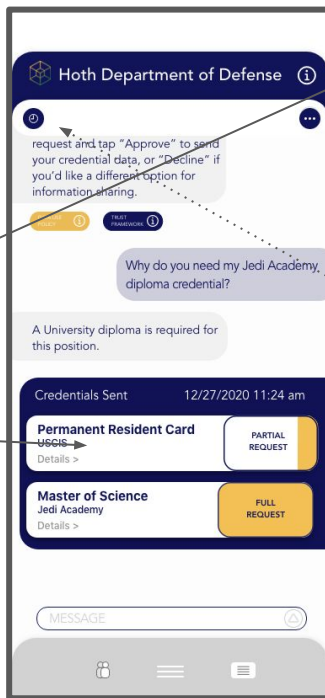 Hoth Department of Defense
request and tap "Approve" to send
your credential data, or "Decline" if
you'd like a different option for
information sharing.
POLICY
TRUST
FRAMEWORK
Why do you need my Jedi Academy
diploma credential?
A University diploma is required for
this position.
Credentials Sent 12/27/2020 11:24 am
Permanent Resident Card
USCIS
Details >
PARTIAL
REQUEST
Master of Science
Jedi Academy
Details >
FULL
REQUEST
MESSAGE